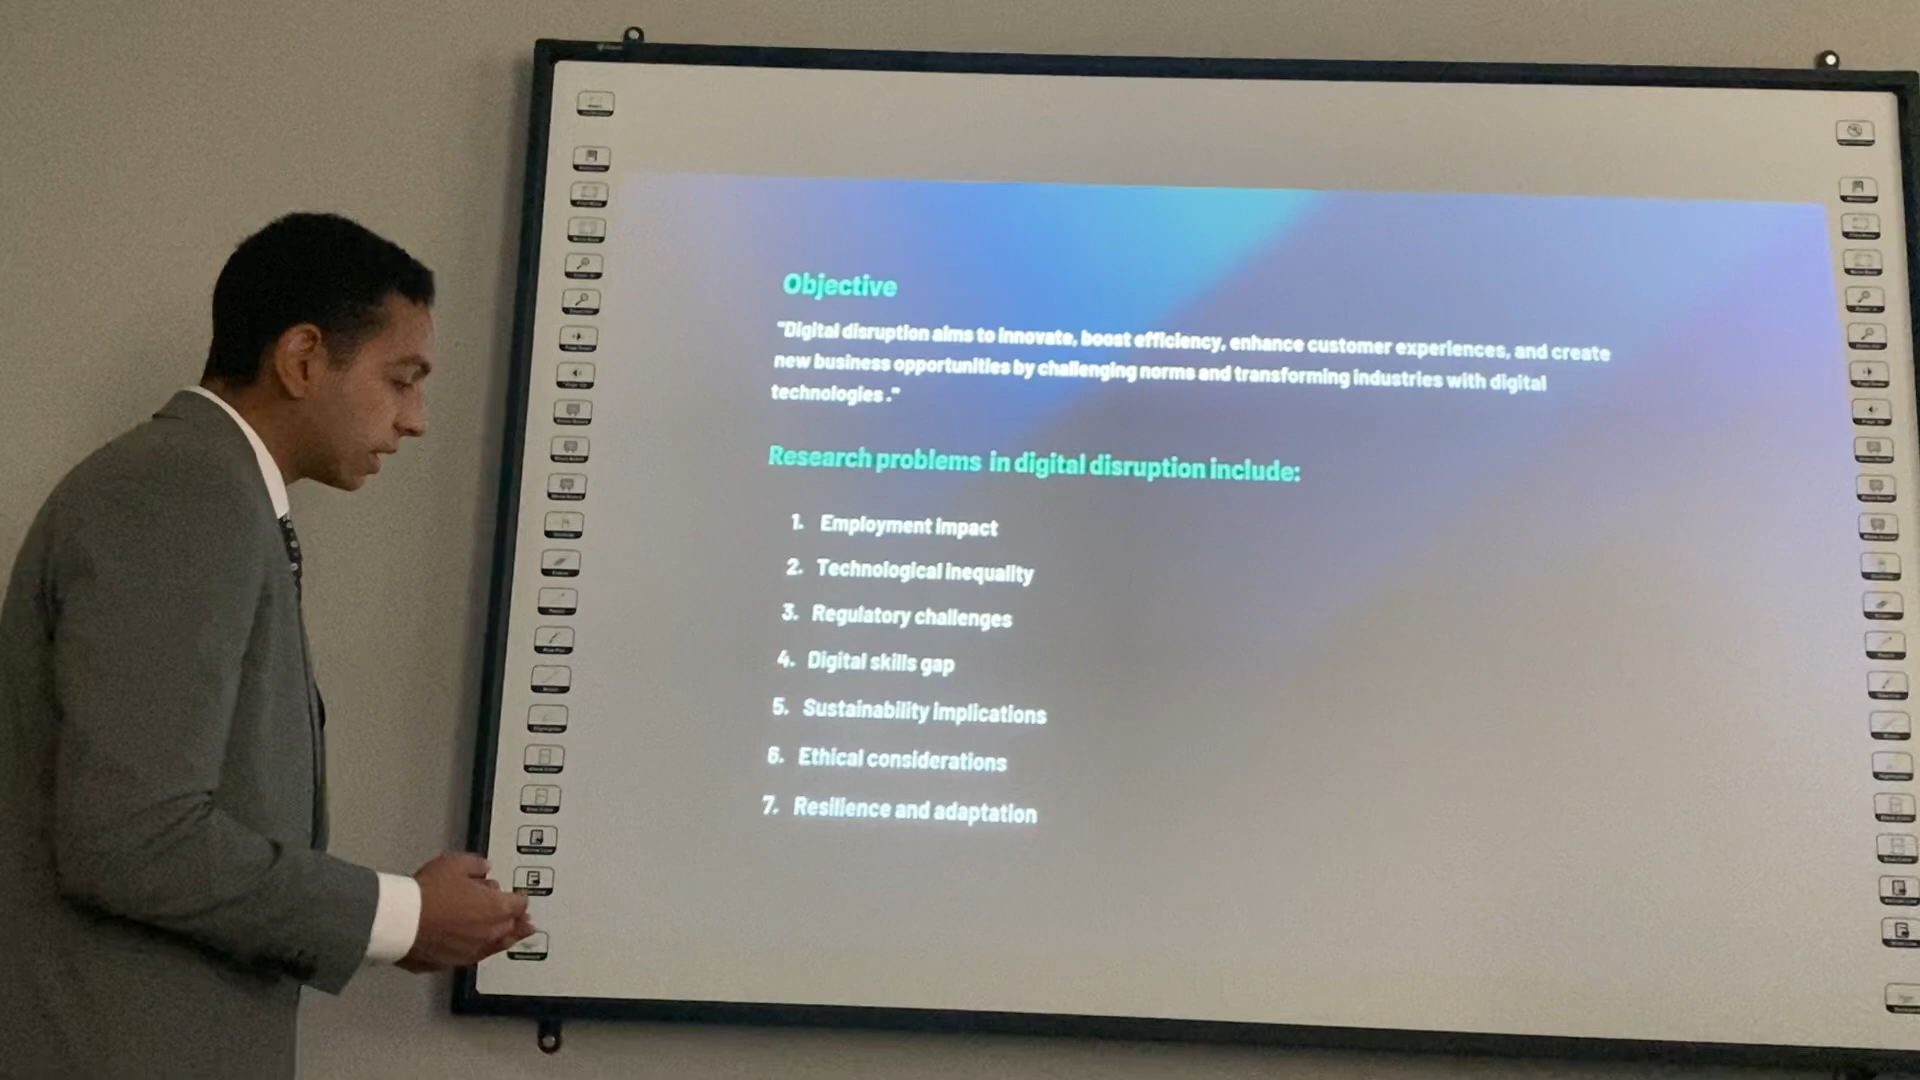 Objective
"Digital disruption aims to innovate, boost efficiency, enhance customer experiences, and create
new business opportunities by challenging norms and transforming industries with digital
technologies ."
Research problems in digital disruption include:
1. Employment impact
2. Technological inequality
3. Regulatory challenges
4. Digital skills gap
5. Sustainability implications
6. Ethical considerations
7. Resilience and adaptation